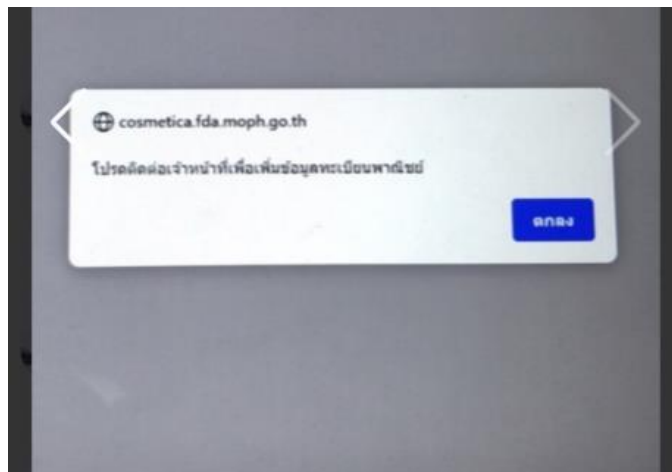 cosmetica.fda.moph.go.th
โปรดติดต่อเจ้าหน้าที่เพื่อเพิ่มข้อมูลทะเบียนพาณิชย์
ตกลง